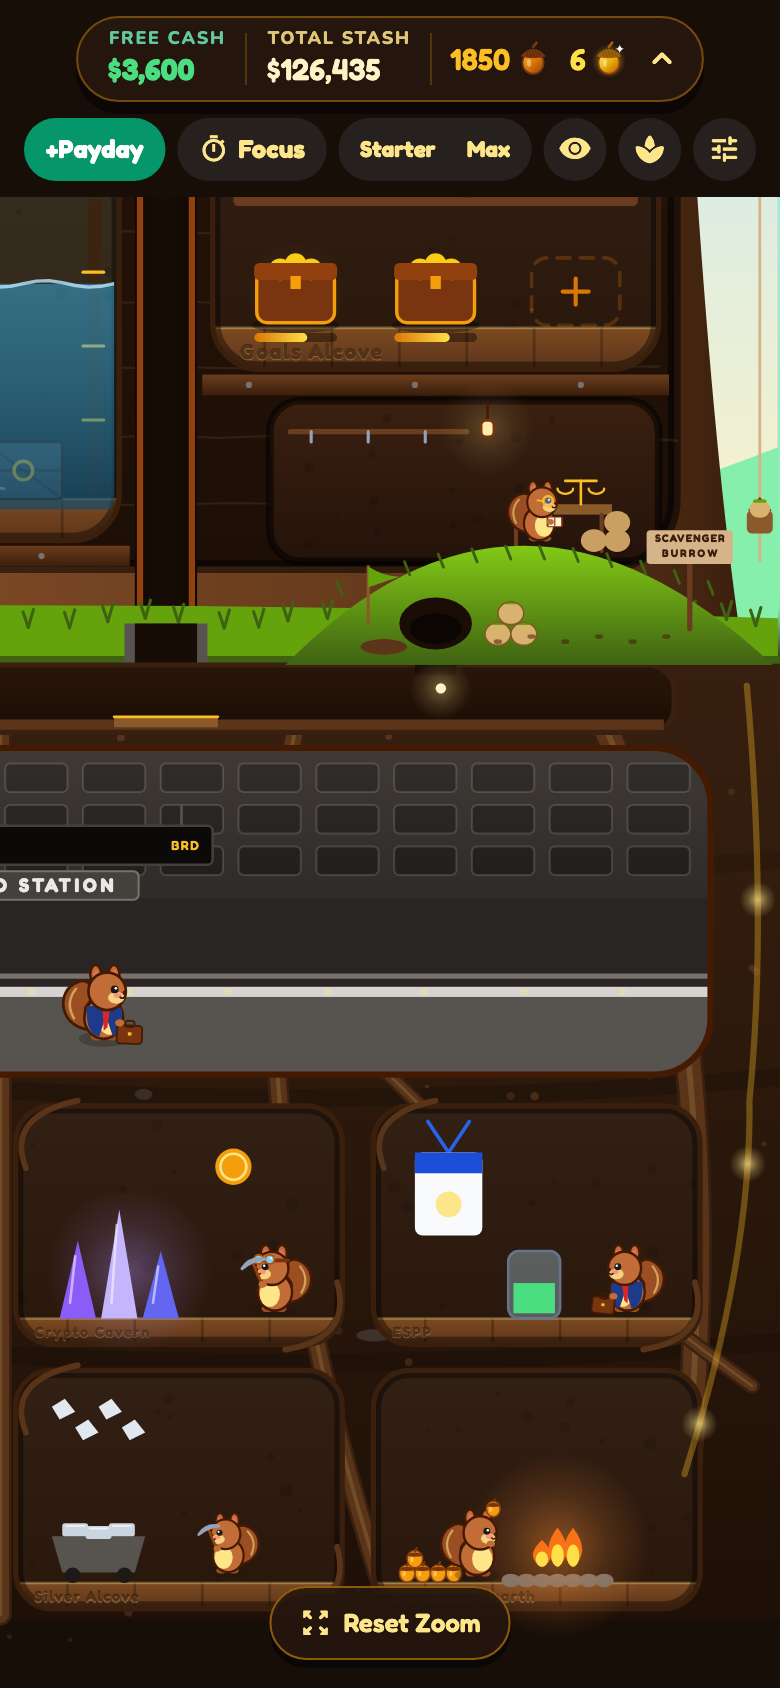 FREE CASH
$3,600
TOTAL STASH
$126,435
1850
6
+Payday
Focus
Starter
Max
Goals Alcove
SCAVENGER
BURROW
BRD
STATION
Crypto Cavern
ESPP
Silver Alcove
Reset Zoom